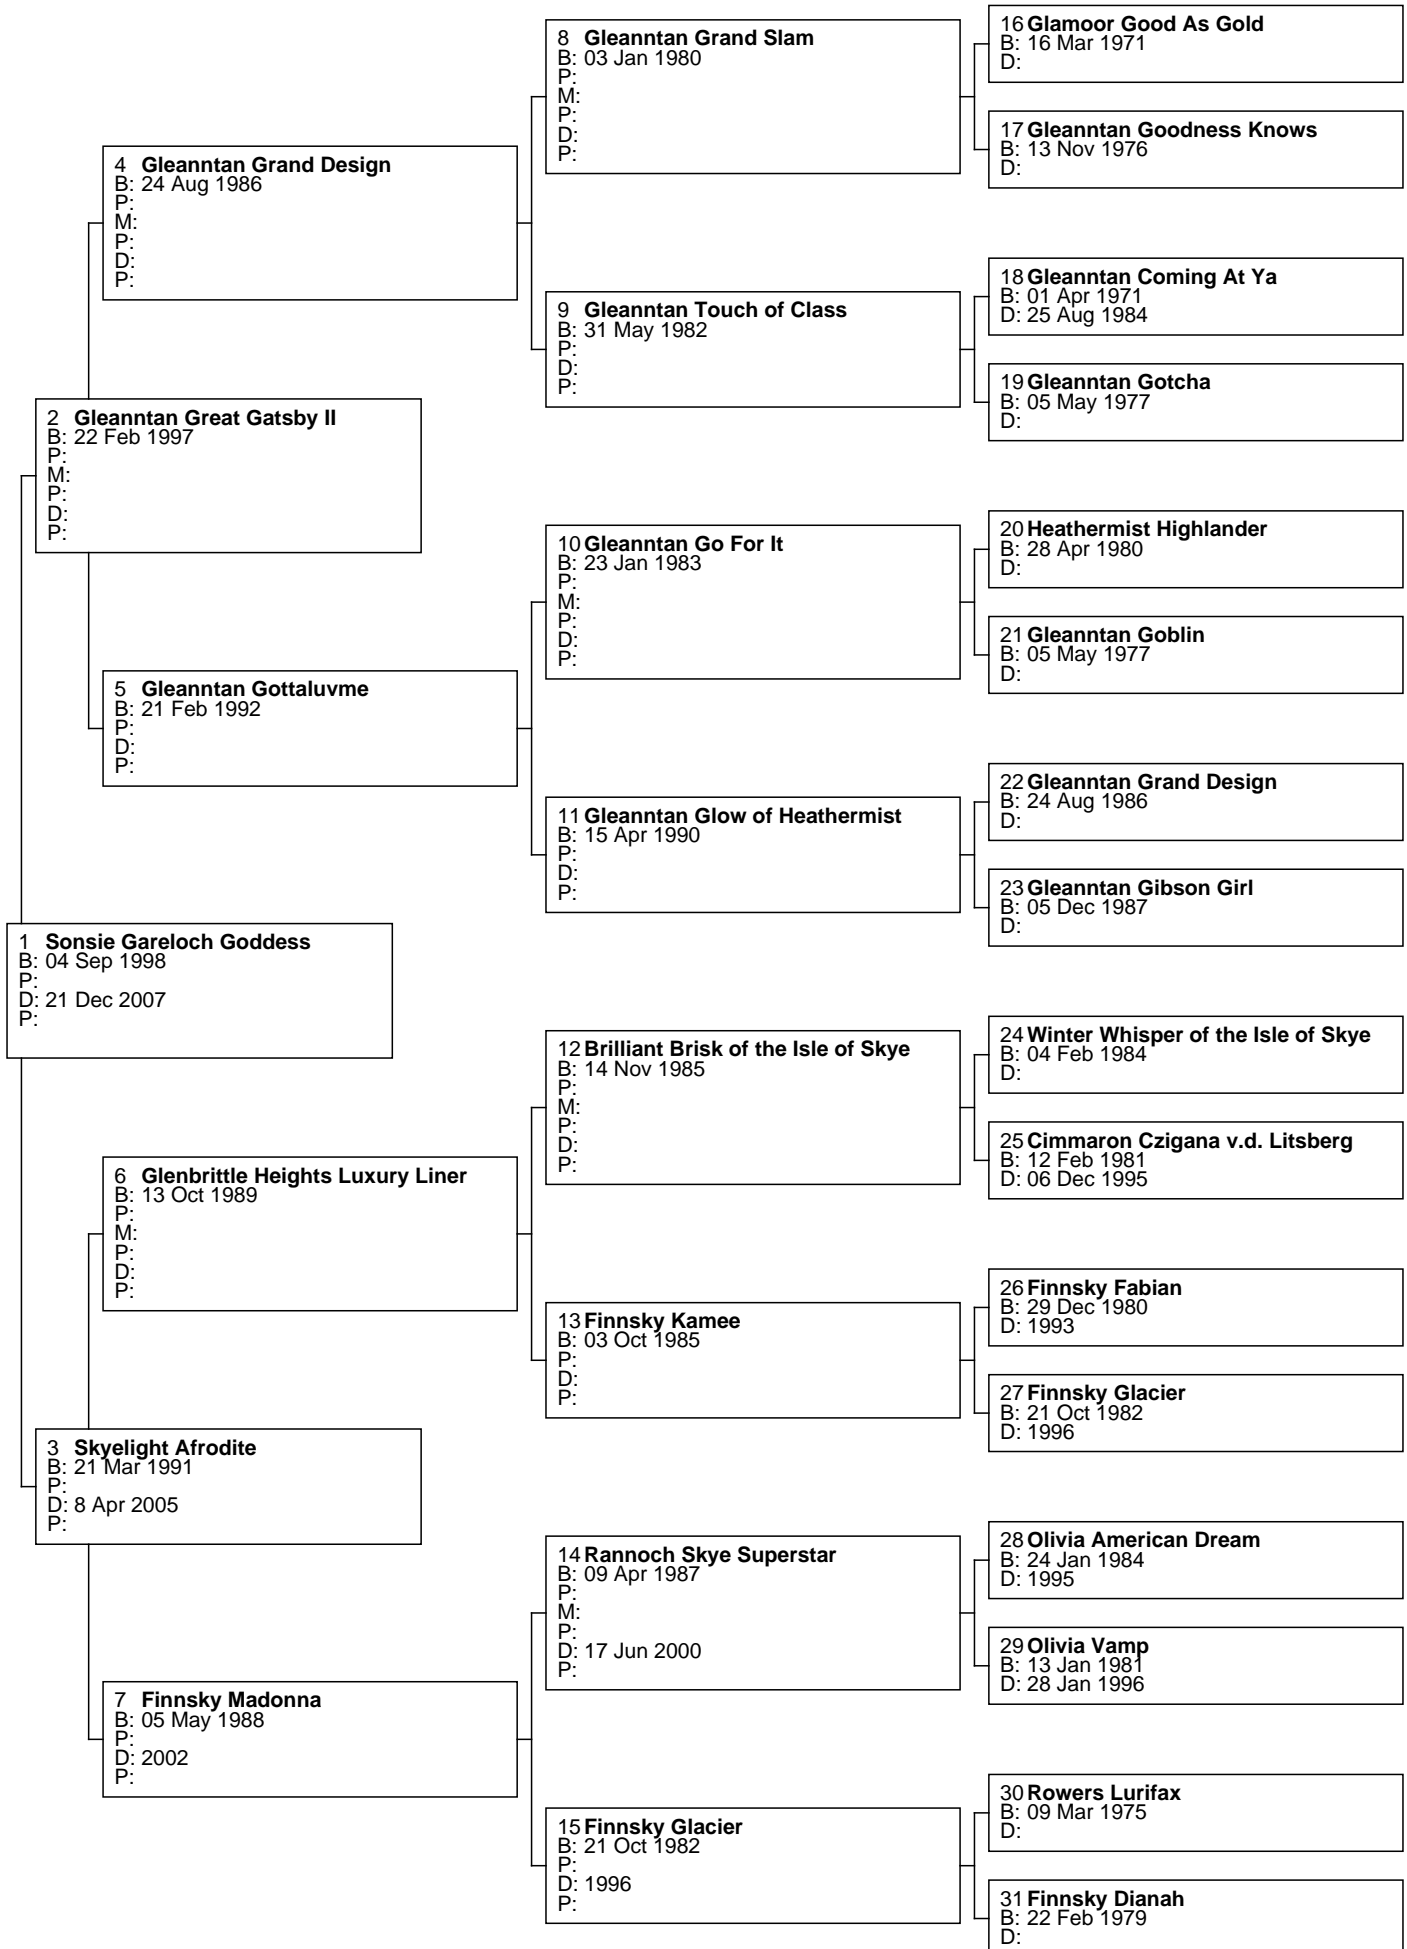 1 Sonsie Gareloch Goddess
B: 04 Sep 1998
P:
D: 21 Dec 2007
P:
2 Gleanntan Great Gatsby II
B: 22 Feb 1997
P:
M:
P:
D:
P:
3 Skyelight Afrodite
B: 21 Mar 1991
P:
D: 8 Apr 2005
P:
4 Gleanntan Grand Design
B: 24 Aug 1986
P:
M:
P:
D:
P:
5 Gleanntan Gottaluvme
B: 21 Feb 1992
P:
D:
P:
6 Glenbrittle Heights Luxury Liner
B: 13 Oct 1989
P:
M:
P:
D:
P:
7 Finnsky Madonna
B: 05 May 1988
P:
D: 2002
P:
8 Gleanntan Grand Slam
B: 03 Jan 1980
P:
M:
P:
D:
P:
9 Gleanntan Touch of Class
B: 31 May 1982
P:
D:
P:
10 Gleanntan Go For It
B: 23 Jan 1983
P:
M:
P:
D:
P:
11 Gleanntan Glow of Heathermist
B: 15 Apr 1990
P:
D:
P:
12 Brilliant Brisk of the Isle of Skye
B: 14 Nov 1985
P:
M:
P:
D:
P:
13 Finnsky Kamee
B: 03 Oct 1985
P:
D:
P:
14 Rannoch Skye Superstar
B: 09 Apr 1987
P:
M:
P:
D: 17 Jun 2000
P:
15 Finnsky Glacier
B: 21 Oct 1982
P:
D: 1996
P:
16 Glamoor Good As Gold
B: 16 Mar 1971
D:
17 Gleanntan Goodness Knows
B: 13 Nov 1976
D:
18 Gleanntan Coming At Ya
B: 01 Apr 1971
D: 25 Aug 1984
19 Gleanntan Gotcha
B: 05 May 1977
D:
20 Heathermist Highlander
B: 28 Apr 1980
D:
21 Gleanntan Goblin
B: 05 May 1977
D:
22 Gleanntan Grand Design
B: 24 Aug 1986
D:
23 Gleanntan Gibson Girl
B: 05 Dec 1987
D:
24 Winter Whisper of the Isle of Skye
B: 04 Feb 1984
D:
25 Cimmaron Czigana v.d. Litsberg
B: 12 Feb 1981
D: 06 Dec 1995
26 Finnsky Fabian
B: 29 Dec 1980
D: 1993
27 Finnsky Glacier
B: 21 Oct 1982
D: 1996
28 Olivia American Dream
B: 24 Jan 1984
D: 1995
29 Olivia Vamp
B: 13 Jan 1981
D: 28 Jan 1996
30 Rowers Lurifax
B: 09 Mar 1975
D:
31 Finnsky Dianah
B: 22 Feb 1979
D: